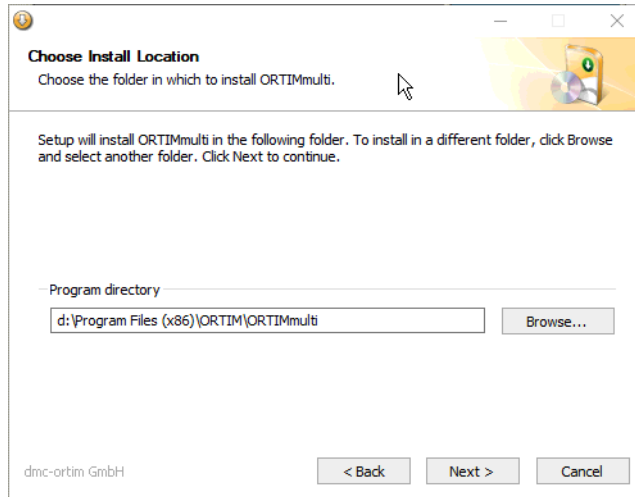 Choose Install Location
Choose the folder in which to install ORTIMmulti.
Setup will install ORTIMmulti in the following folder. To install in a different folder, click Browse
and select another folder. Click Next to continue.
Program directory
d:\Program Files (x86)\ORTIM\ORTIMmulti
Browse...
dmc-ortim GmbH
< Back
Next >
Cancel